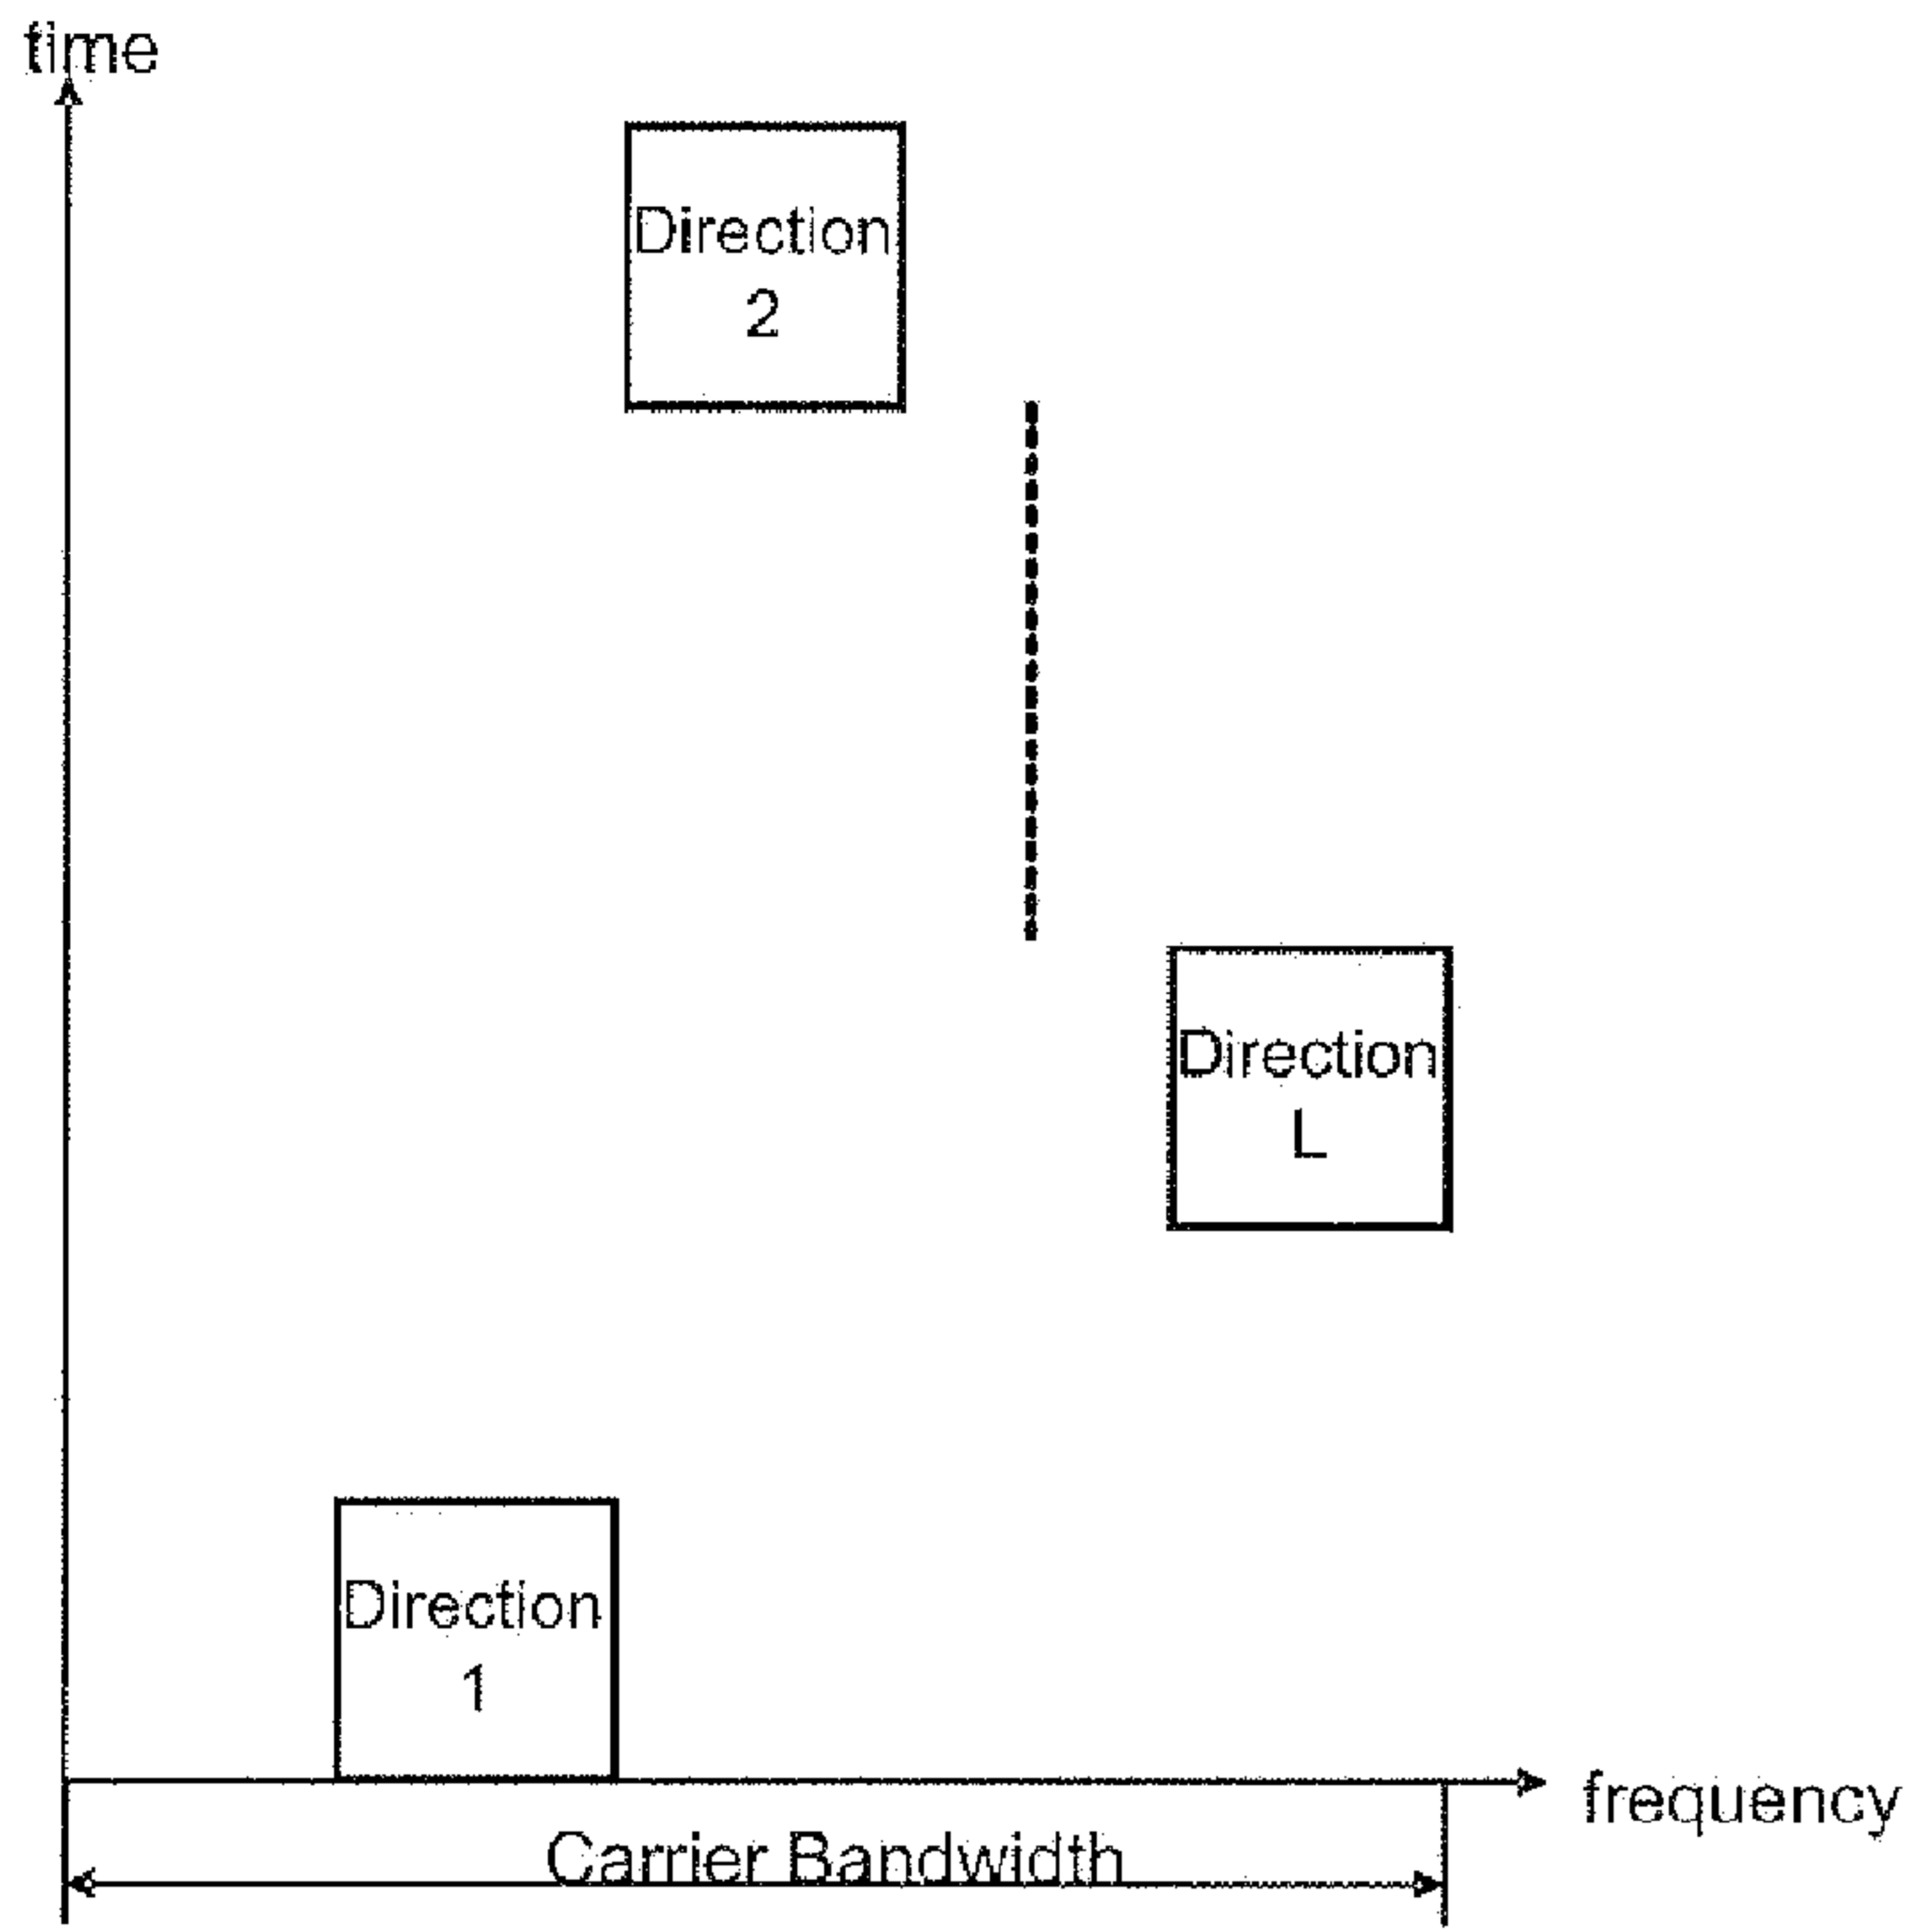 time
Direction
2
Direction
L
Direction
1
frequency
Carrier Bandwidth